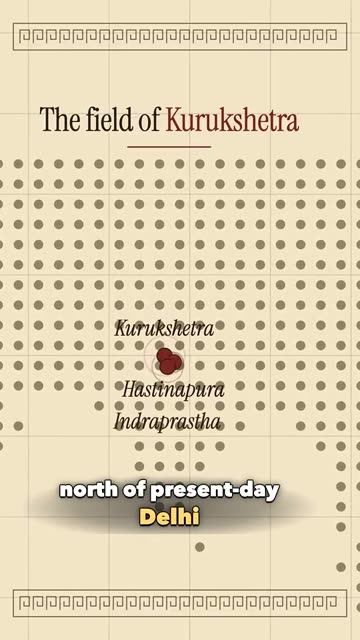 The field of Kurukshetra
Kurukshetra
Hastinapura
Indraprastha
north of present-day
Delhi